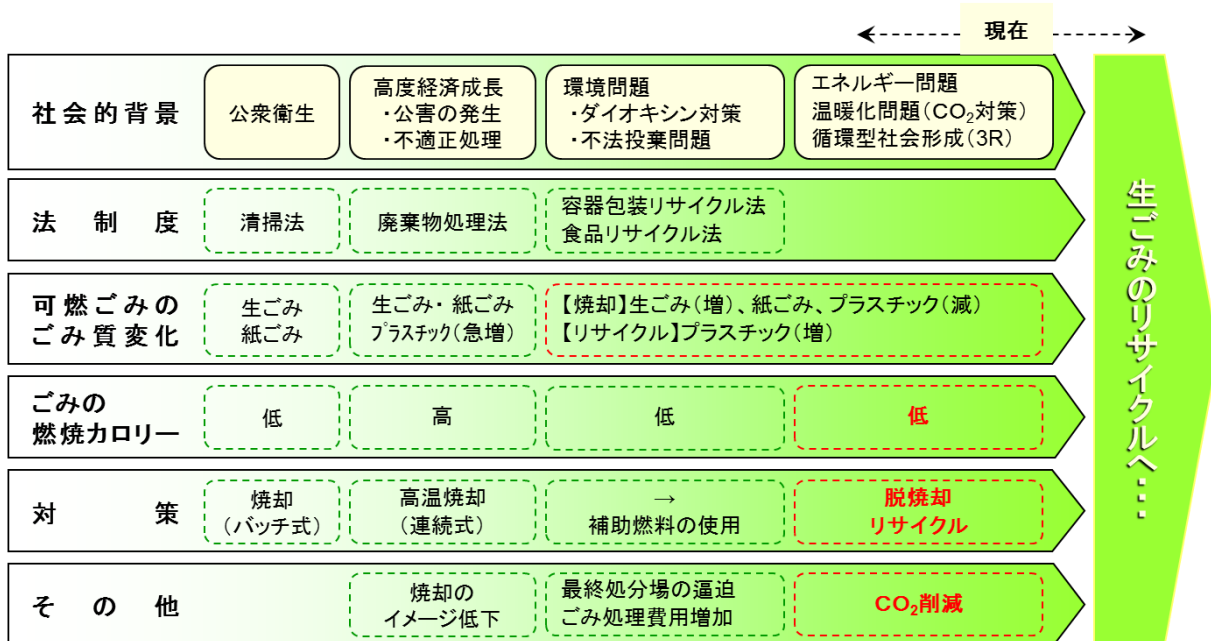 現在
社会的背景
公衆衛生
高度経済成長
・公害の発生
・不適正処理
環境問題
・ダイオキシン対策
・不法投棄問題
エネルギー問題
温暖化問題(CO₂対策)
循環型社会形成(3R)
法制度
清掃法
廃棄物処理法
容器包装リサイクル法
食品リサイクル法
可燃ごみの
ごみ質変化
生ごみ
紙ごみ
生ごみ・紙ごみ
プラスチック(急増)
【焼却】生ごみ(増)、紙ごみ、プラスチック(減)
【リサイクル】プラスチック(増)
ごみの
燃焼カロリー
低
高
低
低
対策
焼却
(バッチ式)
高温焼却
(連続式)
→
補助燃料の使用
脱焼却
リサイクル
その他
焼却の
イメージ低下
最終処分場の逼迫
ごみ処理費用増加
CO₂削減
生ごみのリサイクルへ・・・